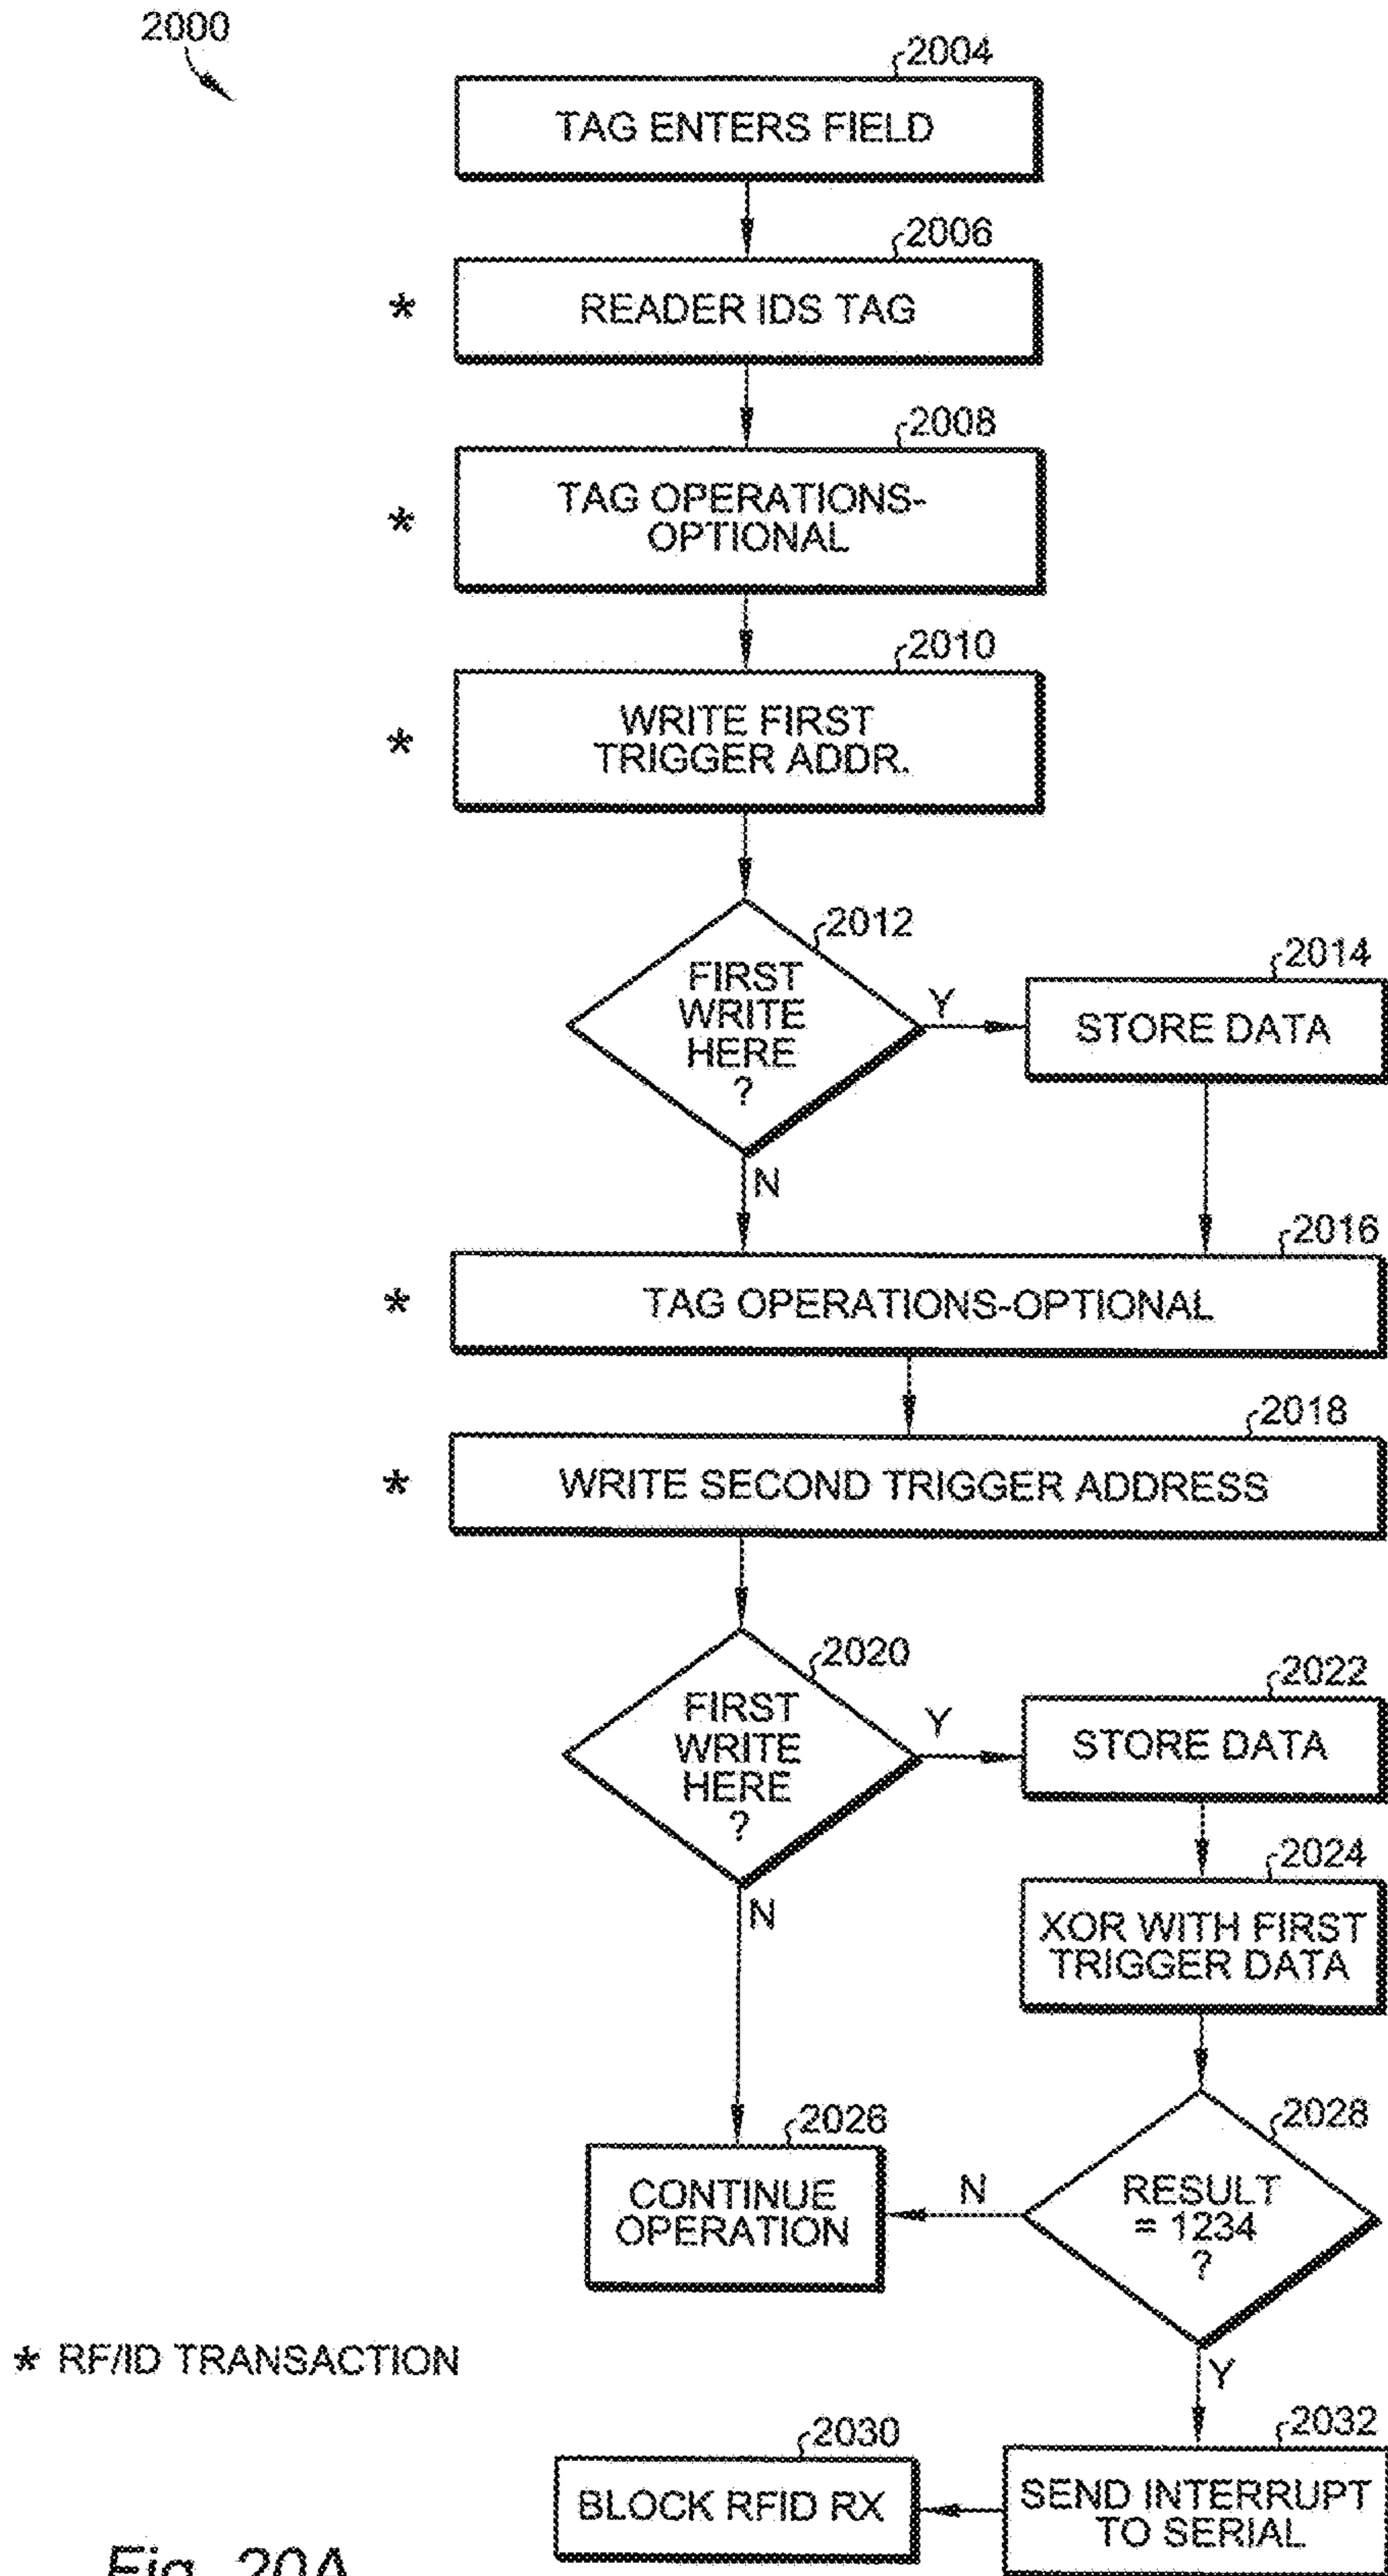 2000
2004
TAG ENTERS FIELD
2006
* READER IDS TAG
2008
* TAG OPERATIONS-
OPTIONAL
2010
* WRITE FIRST
TRIGGER ADDR.
2012
FIRST
WRITE
HERE
?
Y
2014
STORE DATA
N
2016
* TAG OPERATIONS-OPTIONAL
2018
* WRITE SECOND TRIGGER ADDRESS
2020
FIRST
WRITE
HERE
?
Y
2022
STORE DATA
N
2024
XOR WITH FIRST
TRIGGER DATA
2026
CONTINUE
OPERATION
N
2028
RESULT
= 1234
?
Y
* RF/ID TRANSACTION
2030
BLOCK RFID RX
2032
SEND INTERRUPT
TO SERIAL
Fig. 20A